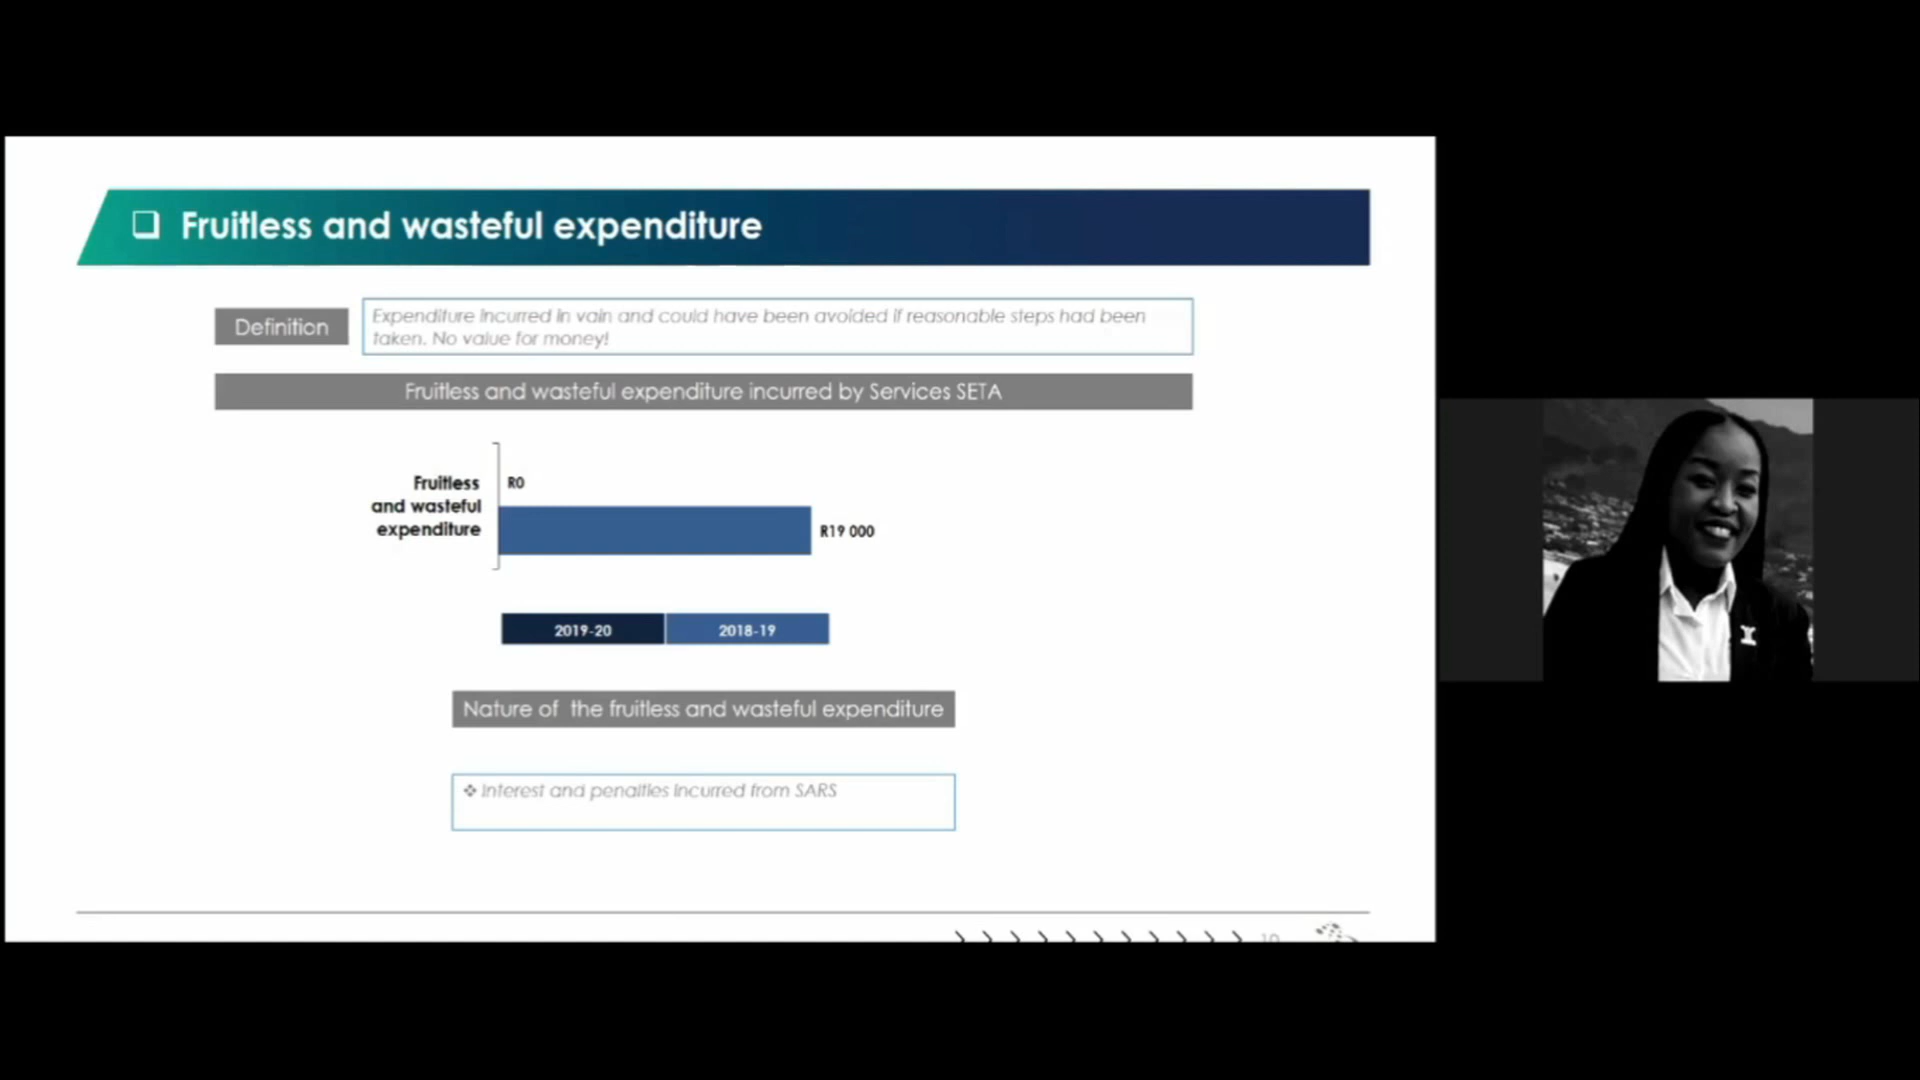 Fruitless and wasteful expenditure
Definition
Expenditure incurred in vain and could have been avoided if reasonable steps had been
taken. No value for money!
Fruitless and wasteful expenditure incurred by Services SETA
Fruitless
and wasteful
expenditure
R0
R19 000
2019-20
2018-19
Nature of the fruitless and wasteful expenditure
❖ Interest and penalties incurred from SARS